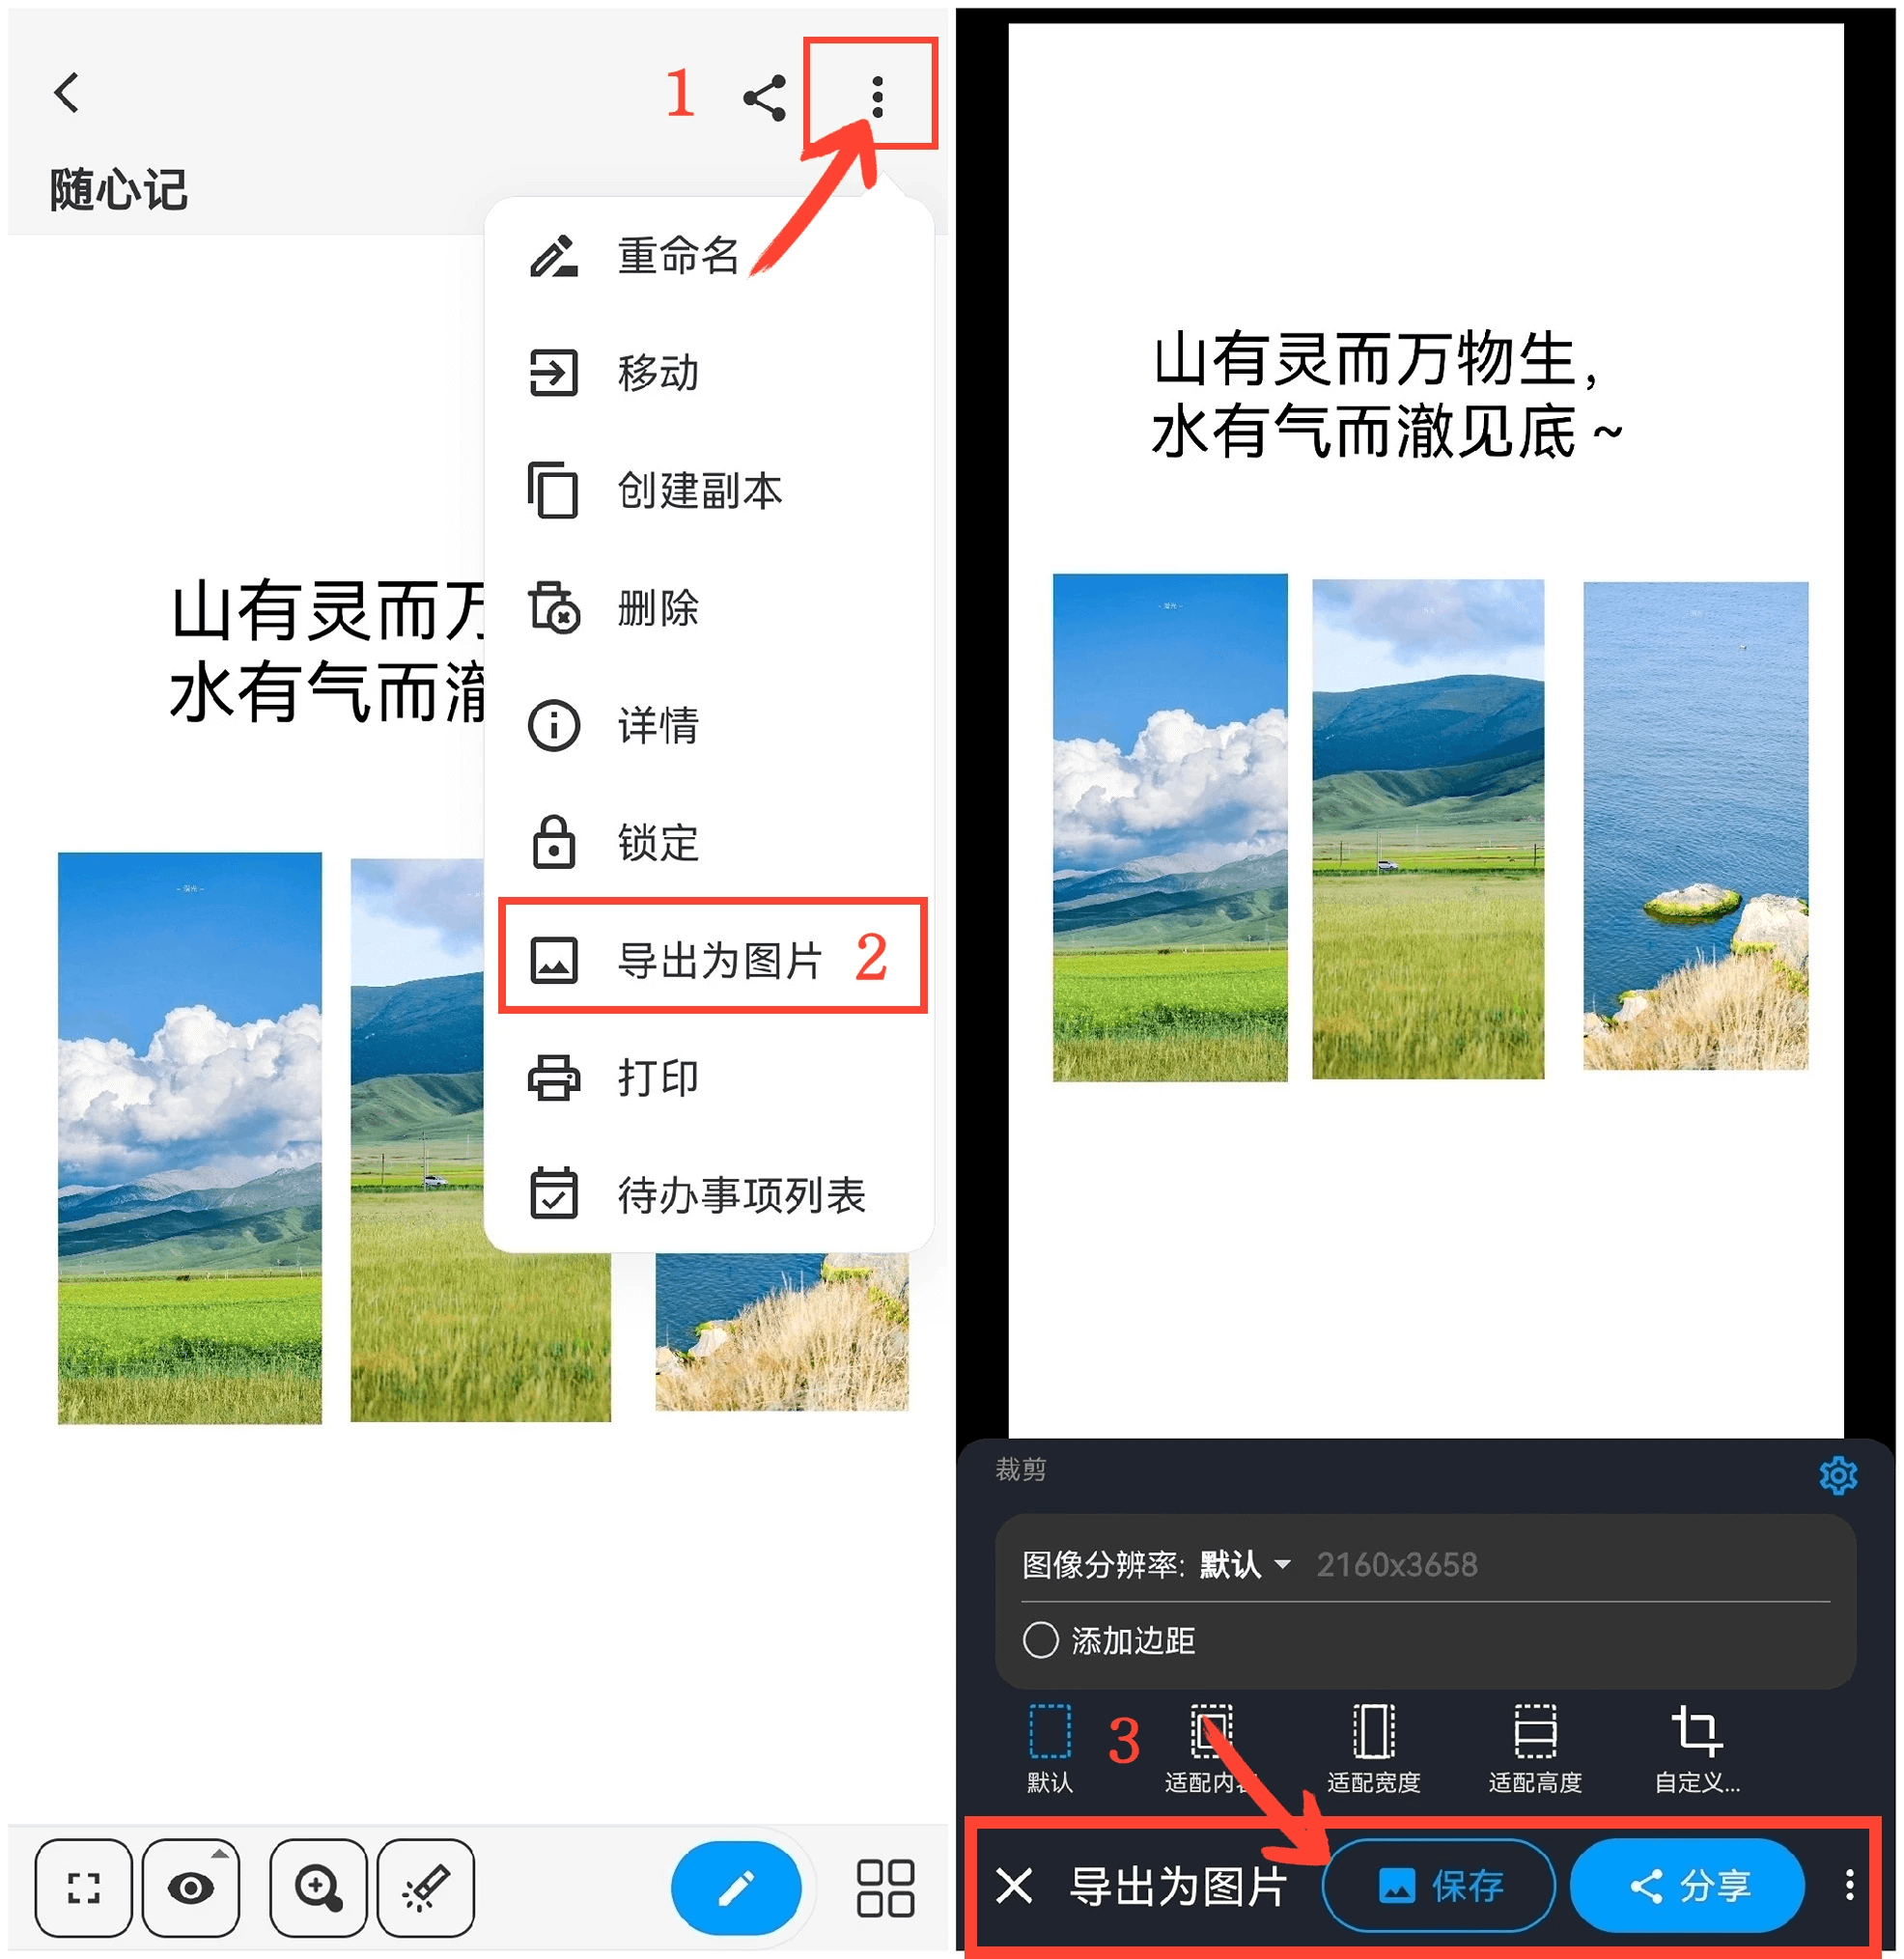 1
随心记
重命名
移动
创建副本
删除
详情
锁定
导出为图片 2
打印
待办事项列表
山有灵而万
水有气而澈
山有灵而万物生，
水有气而澈见底～
裁剪
图像分辨率: 默认 2160x3658
添加边距
3
默认
适配内容
适配宽度
适配高度
自定义...
导出为图片
保存
分享